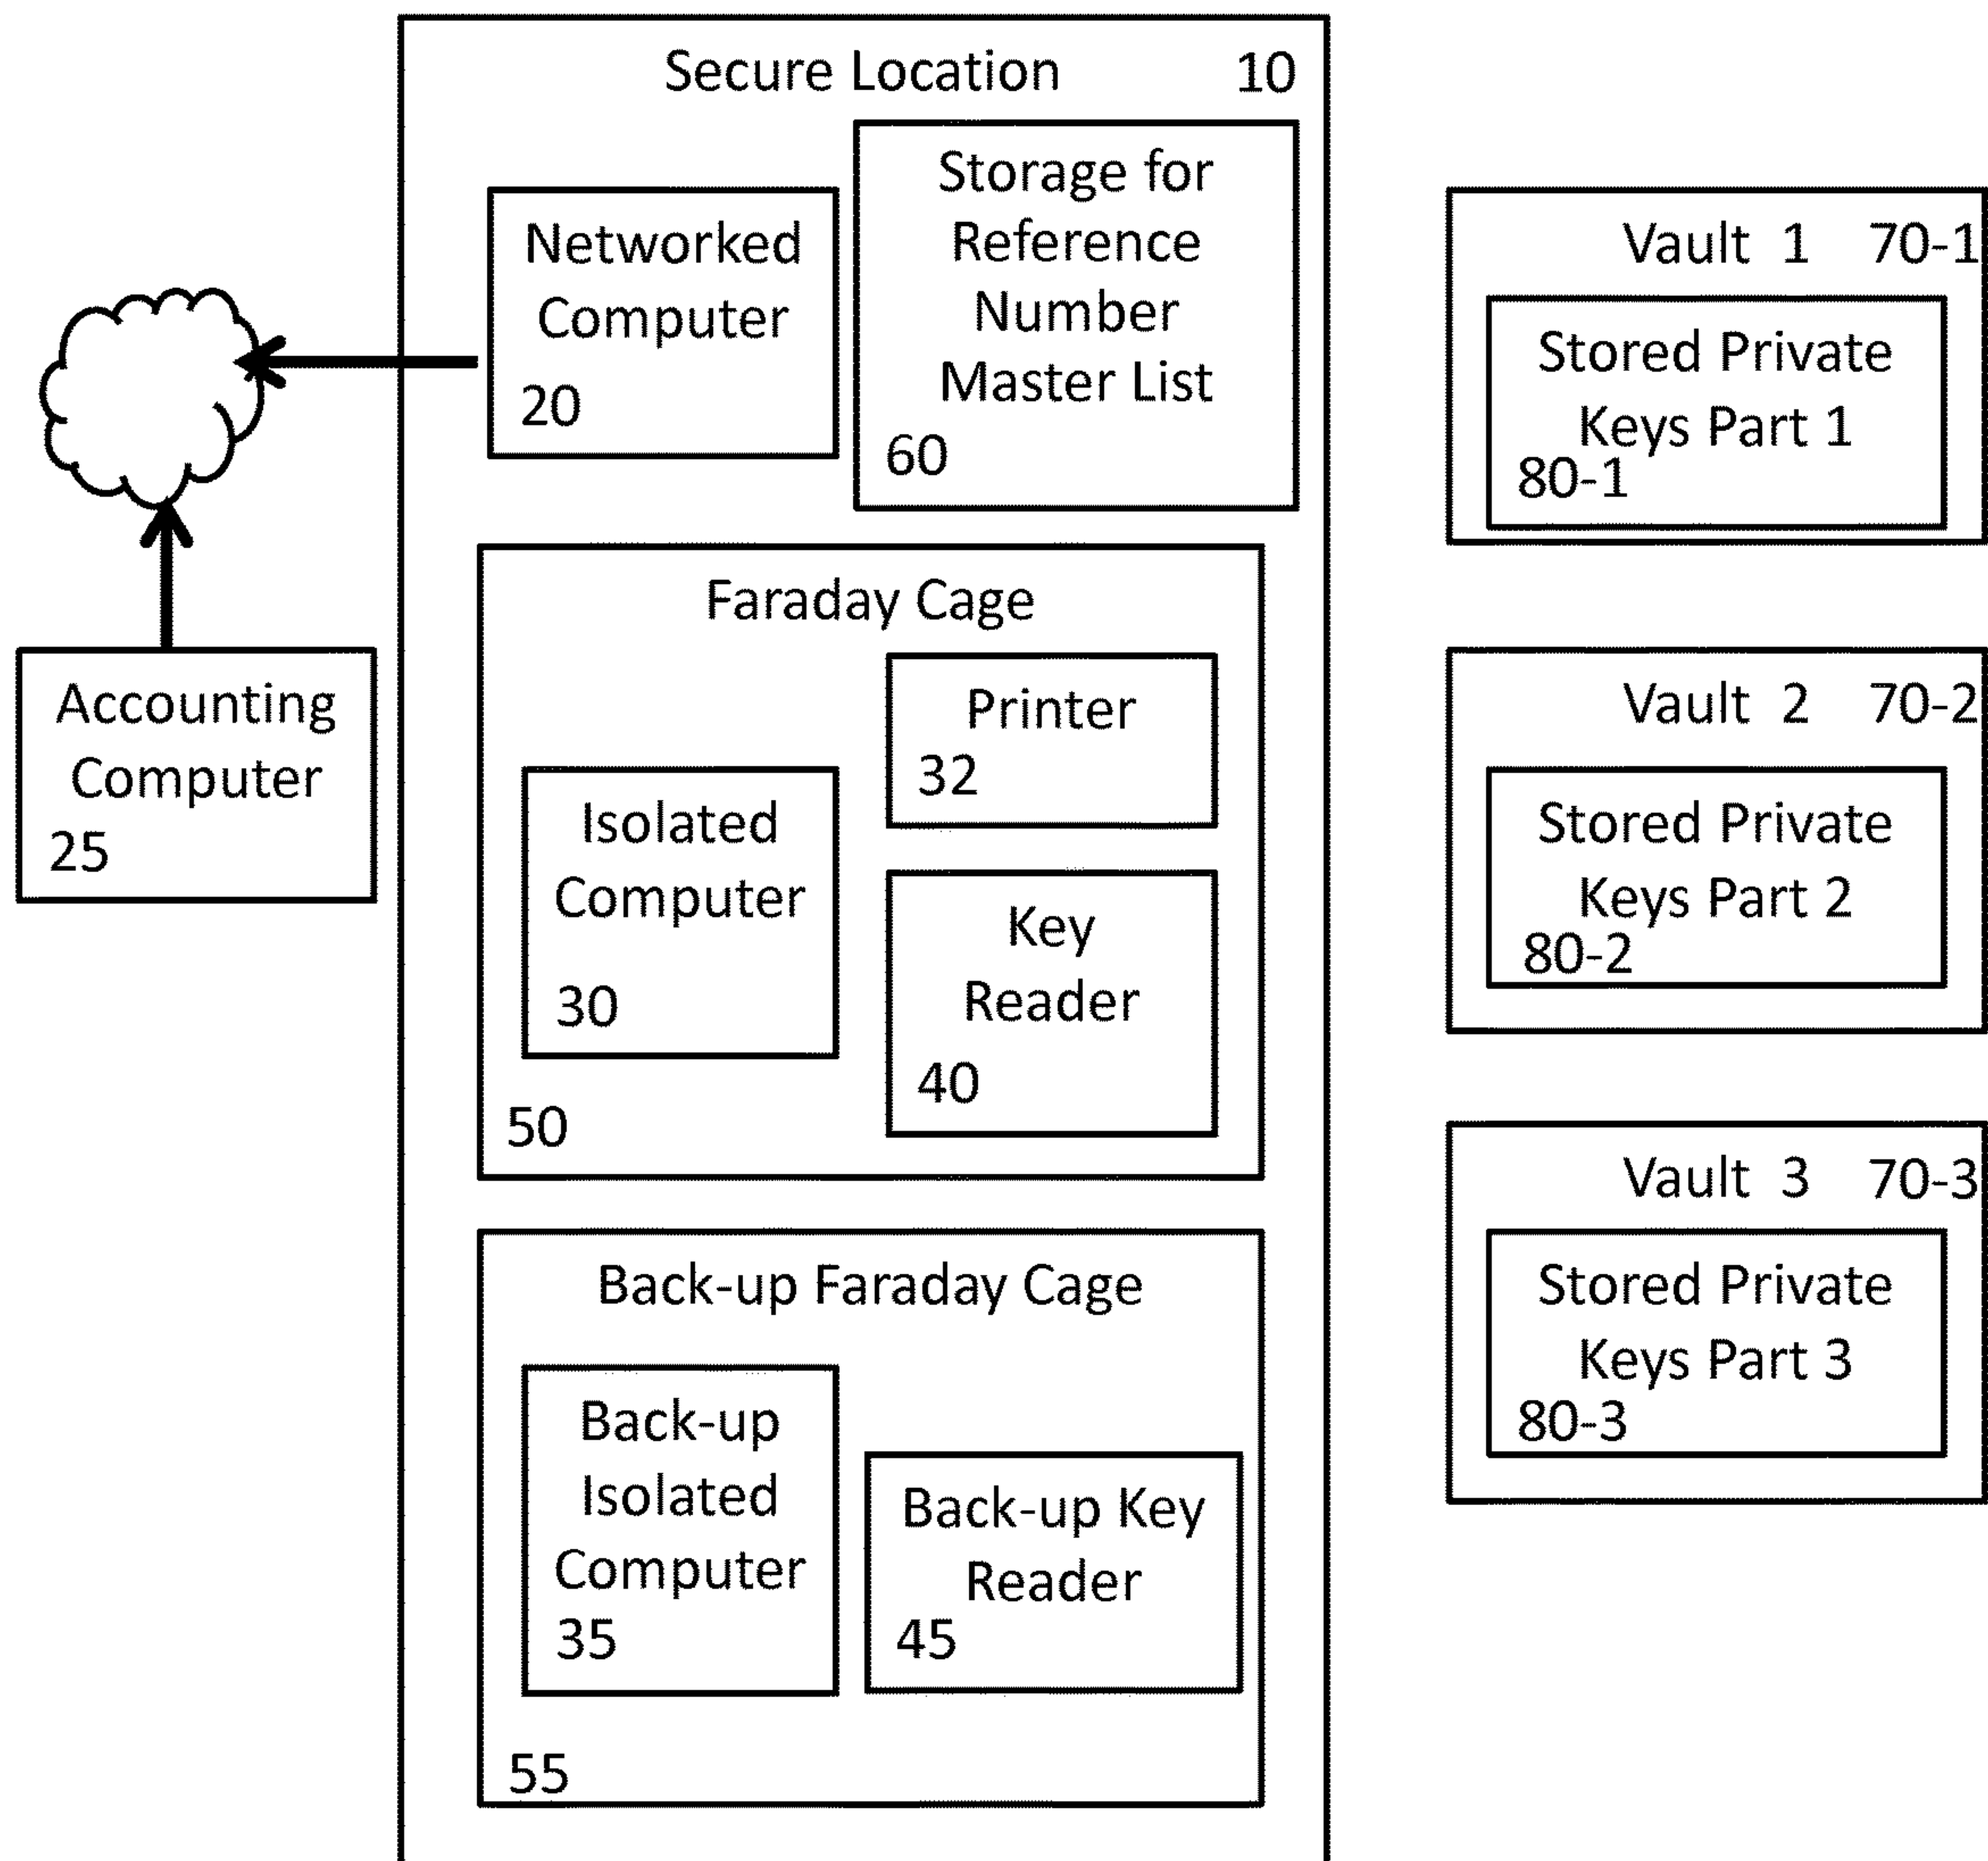 Secure Location 10
Networked
Computer
20
Storage for
Reference
Number
Master List
60
Accounting
Computer
25
Faraday Cage
Printer
32
Isolated
Computer
30
Key
Reader
40
50
Back-up Faraday Cage
Back-up
Isolated
Computer
35
Back-up Key
Reader
45
55
Vault 1 70-1
Stored Private
Keys Part 1
80-1
Vault 2 70-2
Stored Private
Keys Part 2
80-2
Vault 3 70-3
Stored Private
Keys Part 3
80-3